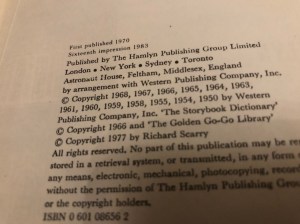 First published 1970
Sixteenth impression 1983
Published by The Hamlyn Publishing Group Limited
London • New York • Sydney • Toronto
Astronaut House, Feltham, Middlesex, England
by arrangement with Western Publishing Company, Inc.
© Copyright 1968, 1967, 1966, 1965, 1964, 1963,
1961, 1960, 1959, 1958, 1955, 1954, 1950 by Western
Publishing Company, Inc. 'The Storybook Dictionary'
© Copyright 1966 and 'The Golden Go-Go Library'
© Copyright 1977 by Richard Scarry
All rights reserved. No part of this publication may be
stored in a retrieval system, or transmitted, in any form
any means, electronic, mechanical, photocopying,
without the permission of The Hamlyn Publishing
or the copyright holders.
ISBN 0 601 08656 2